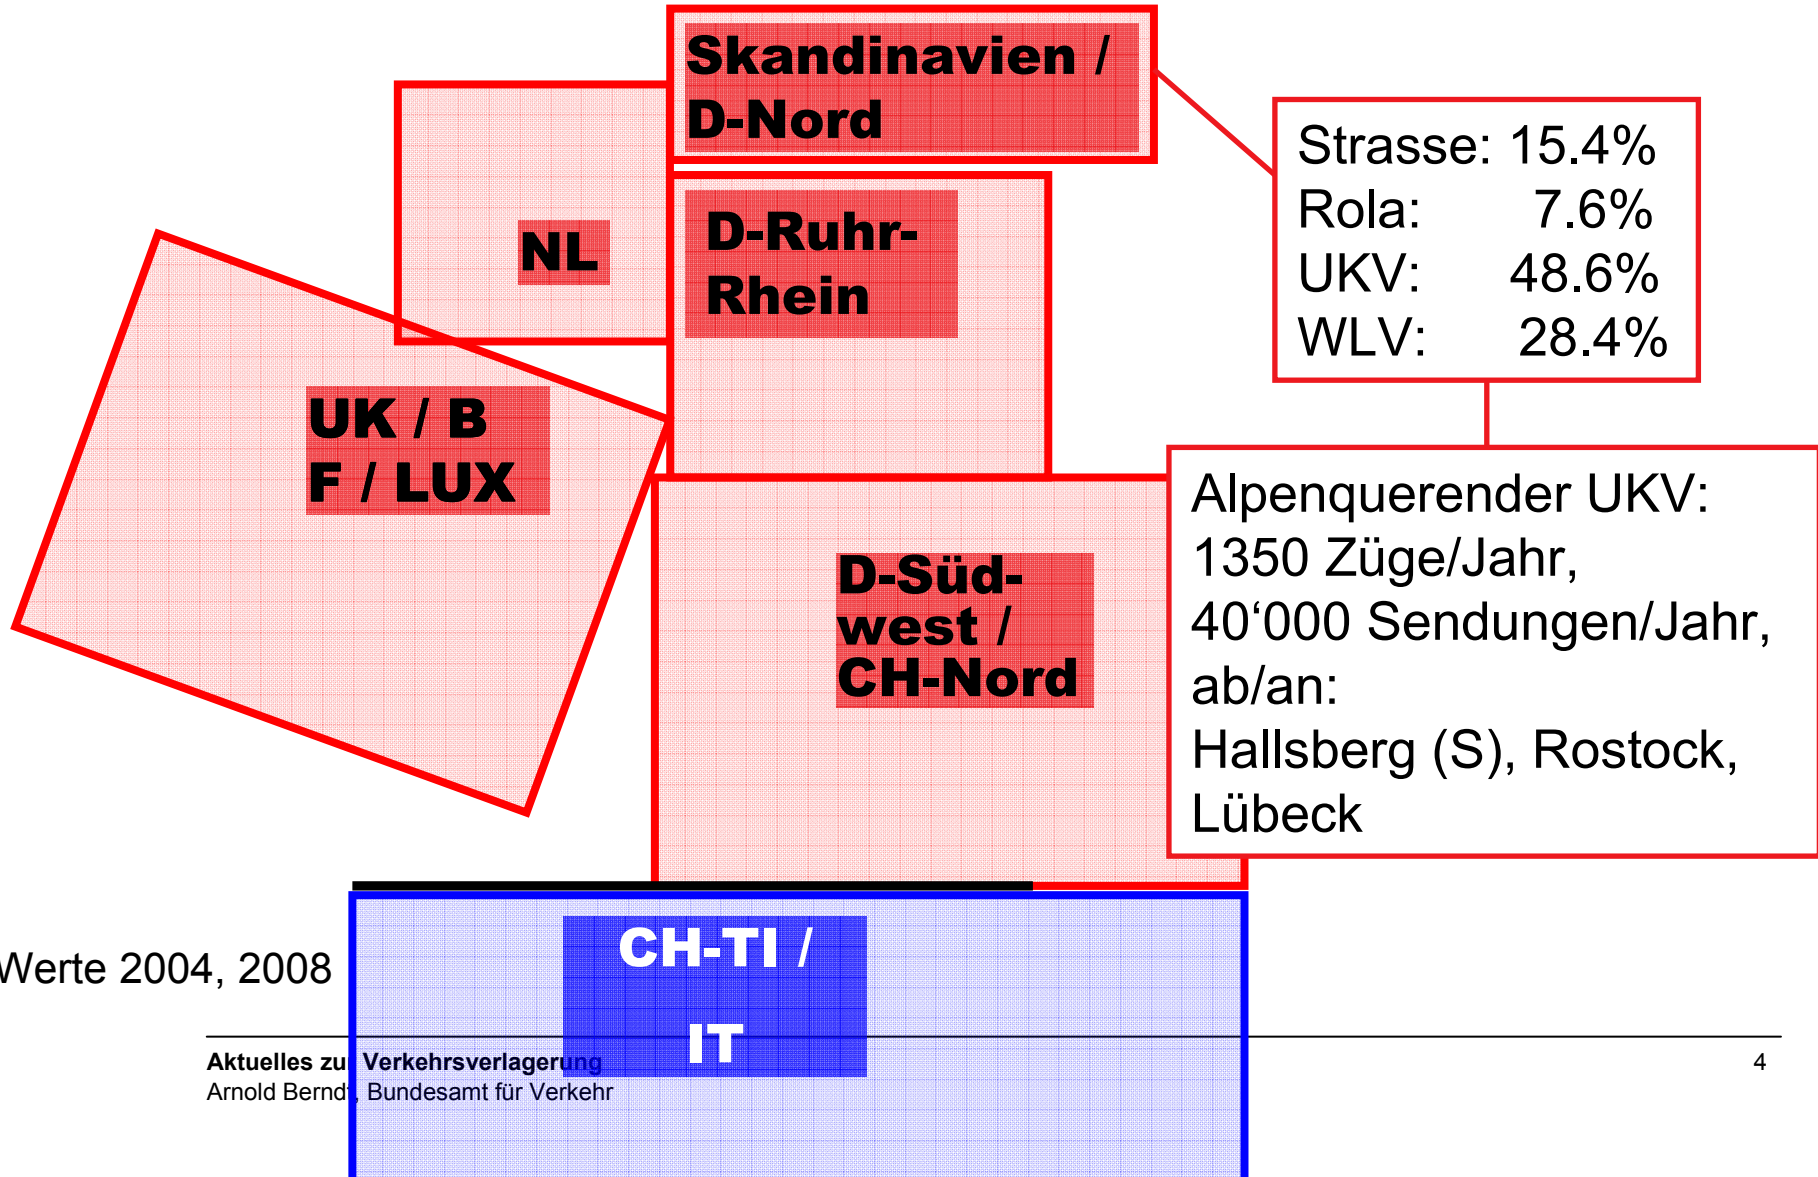 Skandinavien /
D-Nord
NL
D-Ruhr-
Rhein
UK / B
F / LUX
D-Süd-
west /
CH-Nord
Strasse: 15.4%
Rola: 7.6%
UKV: 48.6%
WLV: 28.4%
Alpenquerender UKV:
1350 Züge/Jahr,
40‘000 Sendungen/Jahr,
ab/an:
Hallsberg (S), Rostock,
Lübeck
CH-TI /
IT
Werte 2004, 2008
Aktuelles zur Verkehrsverlagerung
Arnold Berndt, Bundesamt für Verkehr
4